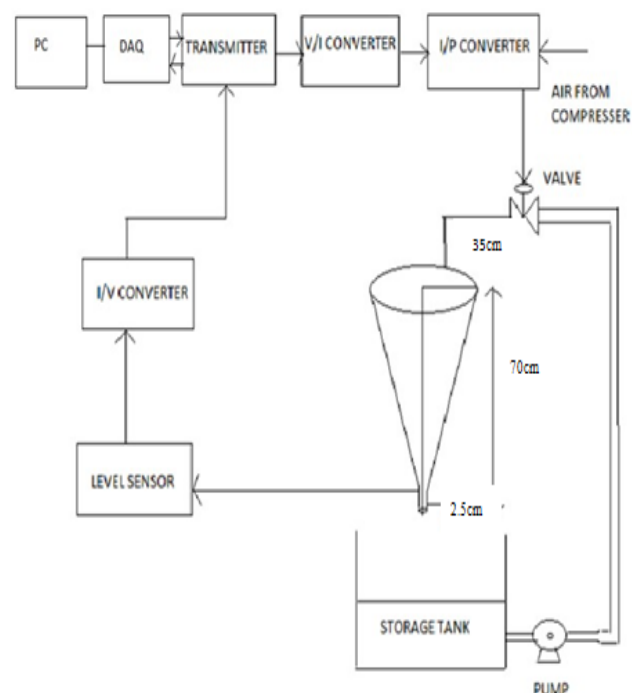 PC
DAQ
TRANSMITTER
V/I CONVERTER
I/P CONVERTER
AIR FROM
COMPRESSER
VALVE
35cm
I/V CONVERTER
70cm
LEVEL SENSOR
2.5cm
STORAGE TANK
PUMP